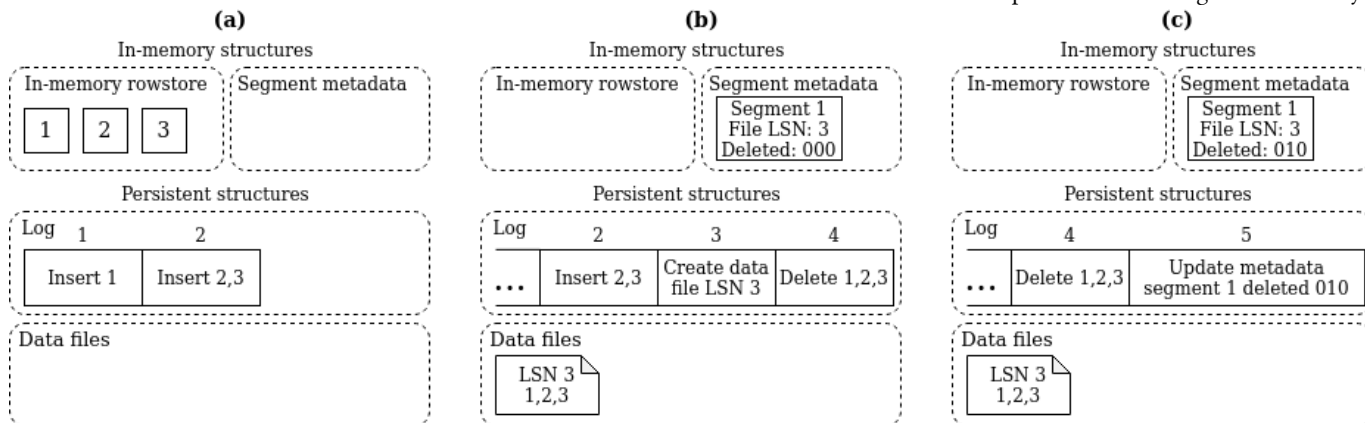 (a)
In-memory structures
In-memory rowstore
Segment metadata
1 2 3
Persistent structures
Log 1 2
Insert 1
Insert 2,3
Data files
(b)
In-memory structures
In-memory rowstore
Segment metadata
Segment 1
File LSN: 3
Deleted: 000
Persistent structures
Log 2 3 4
...
Insert 2,3
Create data
file LSN 3
Delete 1,2,3
Data files
LSN 3
1,2,3
(c)
In-memory structures
In-memory rowstore
Segment metadata
Segment 1
File LSN: 3
Deleted: 010
Persistent structures
Log 4 5
...
Delete 1,2,3
Update metadata
segment 1 deleted 010
Data files
LSN 3
1,2,3